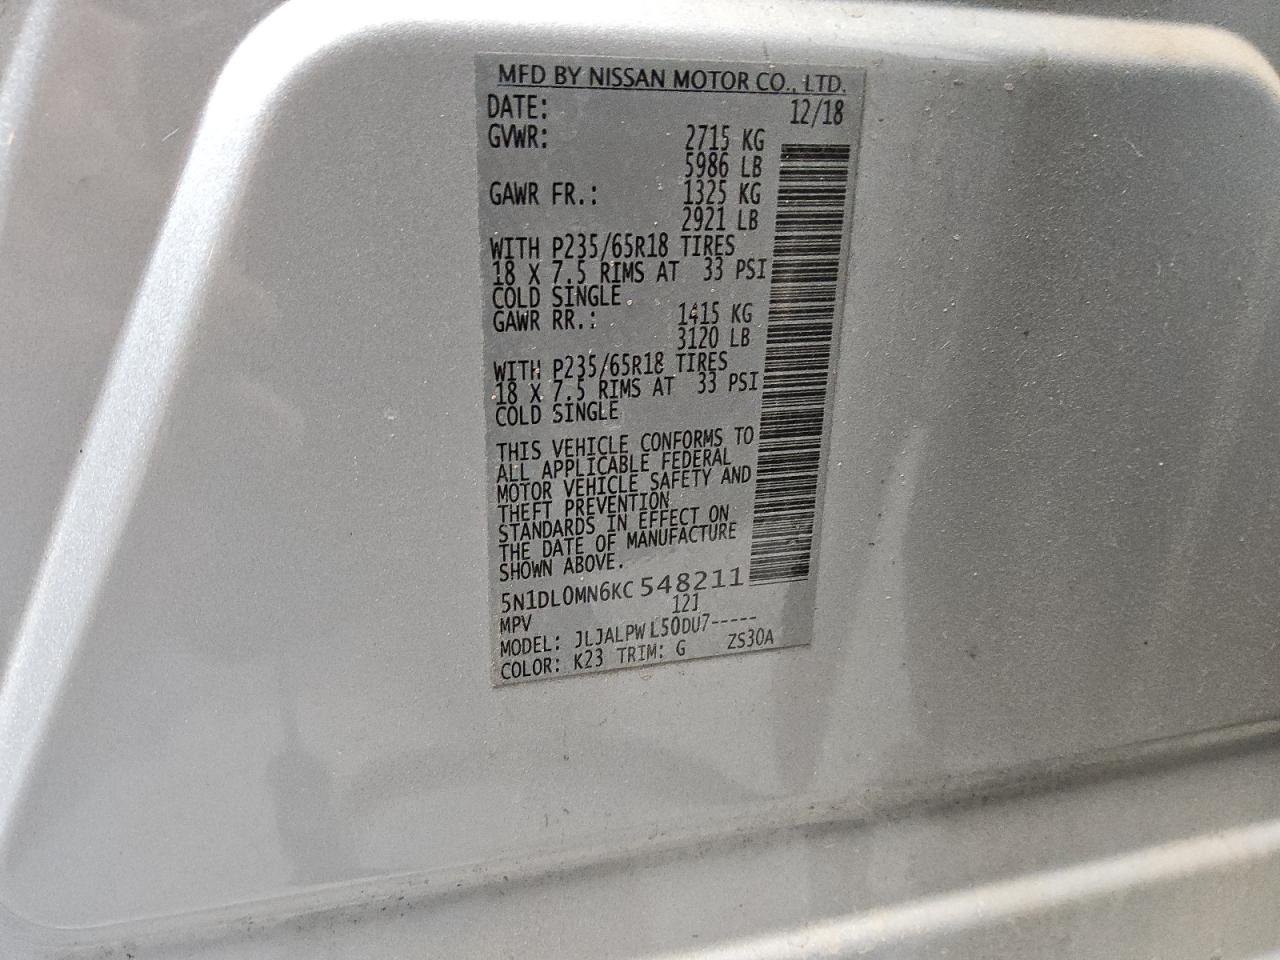 MFD BY NISSAN MOTOR CO., LTD.
DATE: 12/18
GVWR: 2715 KG
5986 LB
GAWR FR.: 1325 KG
2921 LB
WITH P235/65R18 TIRES
18 X 7.5 RIMS AT 33 PSI
COLD SINGLE
GAWR RR.: 1415 KG
3120 LB
WITH P235/65R18 TIRES
18 X 7.5 RIMS AT 33 PSI
COLD SINGLE
THIS VEHICLE CONFORMS TO
ALL APPLICABLE FEDERAL
MOTOR VEHICLE SAFETY AND
THEFT PREVENTION
STANDARDS IN EFFECT ON
THE DATE OF MANUFACTURE
SHOWN ABOVE.
5N1DL0MN6KC 548211
MPV 121
MODEL: JLJALPW L50DU7-----
COLOR: K23 TRIM: G ZS30A